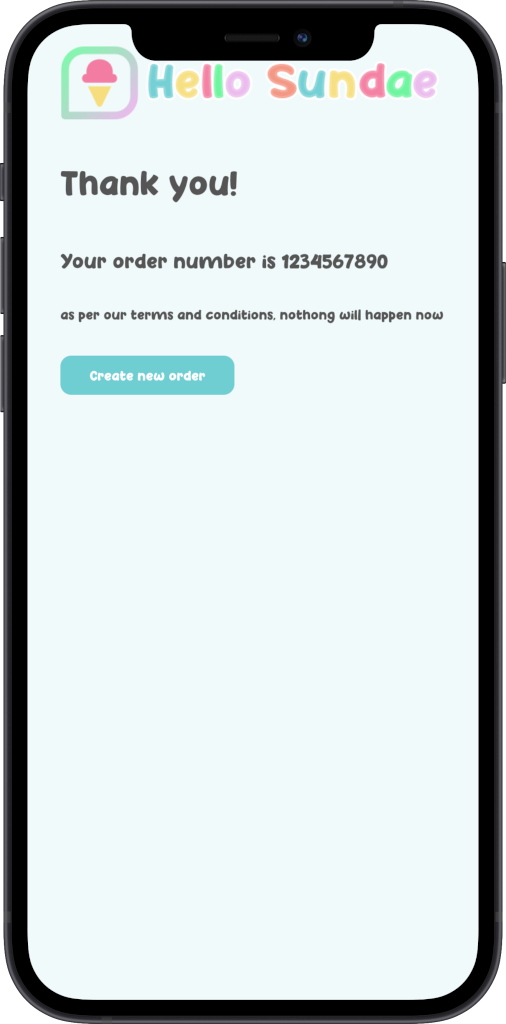 Hello Sundae
Thank you!
Your order number is 1234567890
as per our terms and conditions, nothong will happen now
Create new order